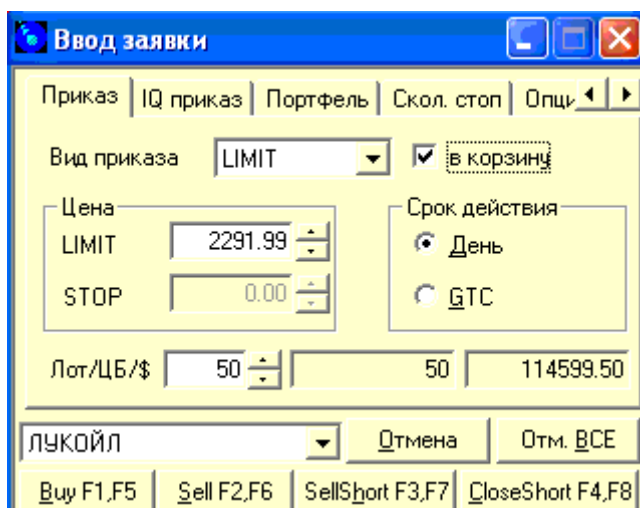 Ввод заявки
Приказ IQ приказ Портфель Скол. стоп Опци
Вид приказа LIMIT в корзину
Цена Срок действия
LIMIT 2291.99 День
STOP 0.00 GTC
Лот/ЦБ/$ 50 50 114599.50
ЛУКОЙЛ Отмена Отм. ВСЕ
Buy F1,F5 Sell F2,F6 SellShort F3,F7 CloseShort F4,F8